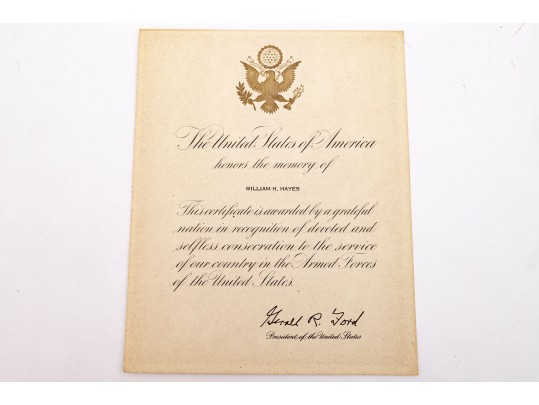 The United States of America
honors the memory of
WILLIAM H. HAYES
This certificate is awarded by a grateful
nation in recognition of devoted and
selfless consecration to the service
of our country in the Armed Forces
of the United States.
Gerald R. Ford
President of the United States